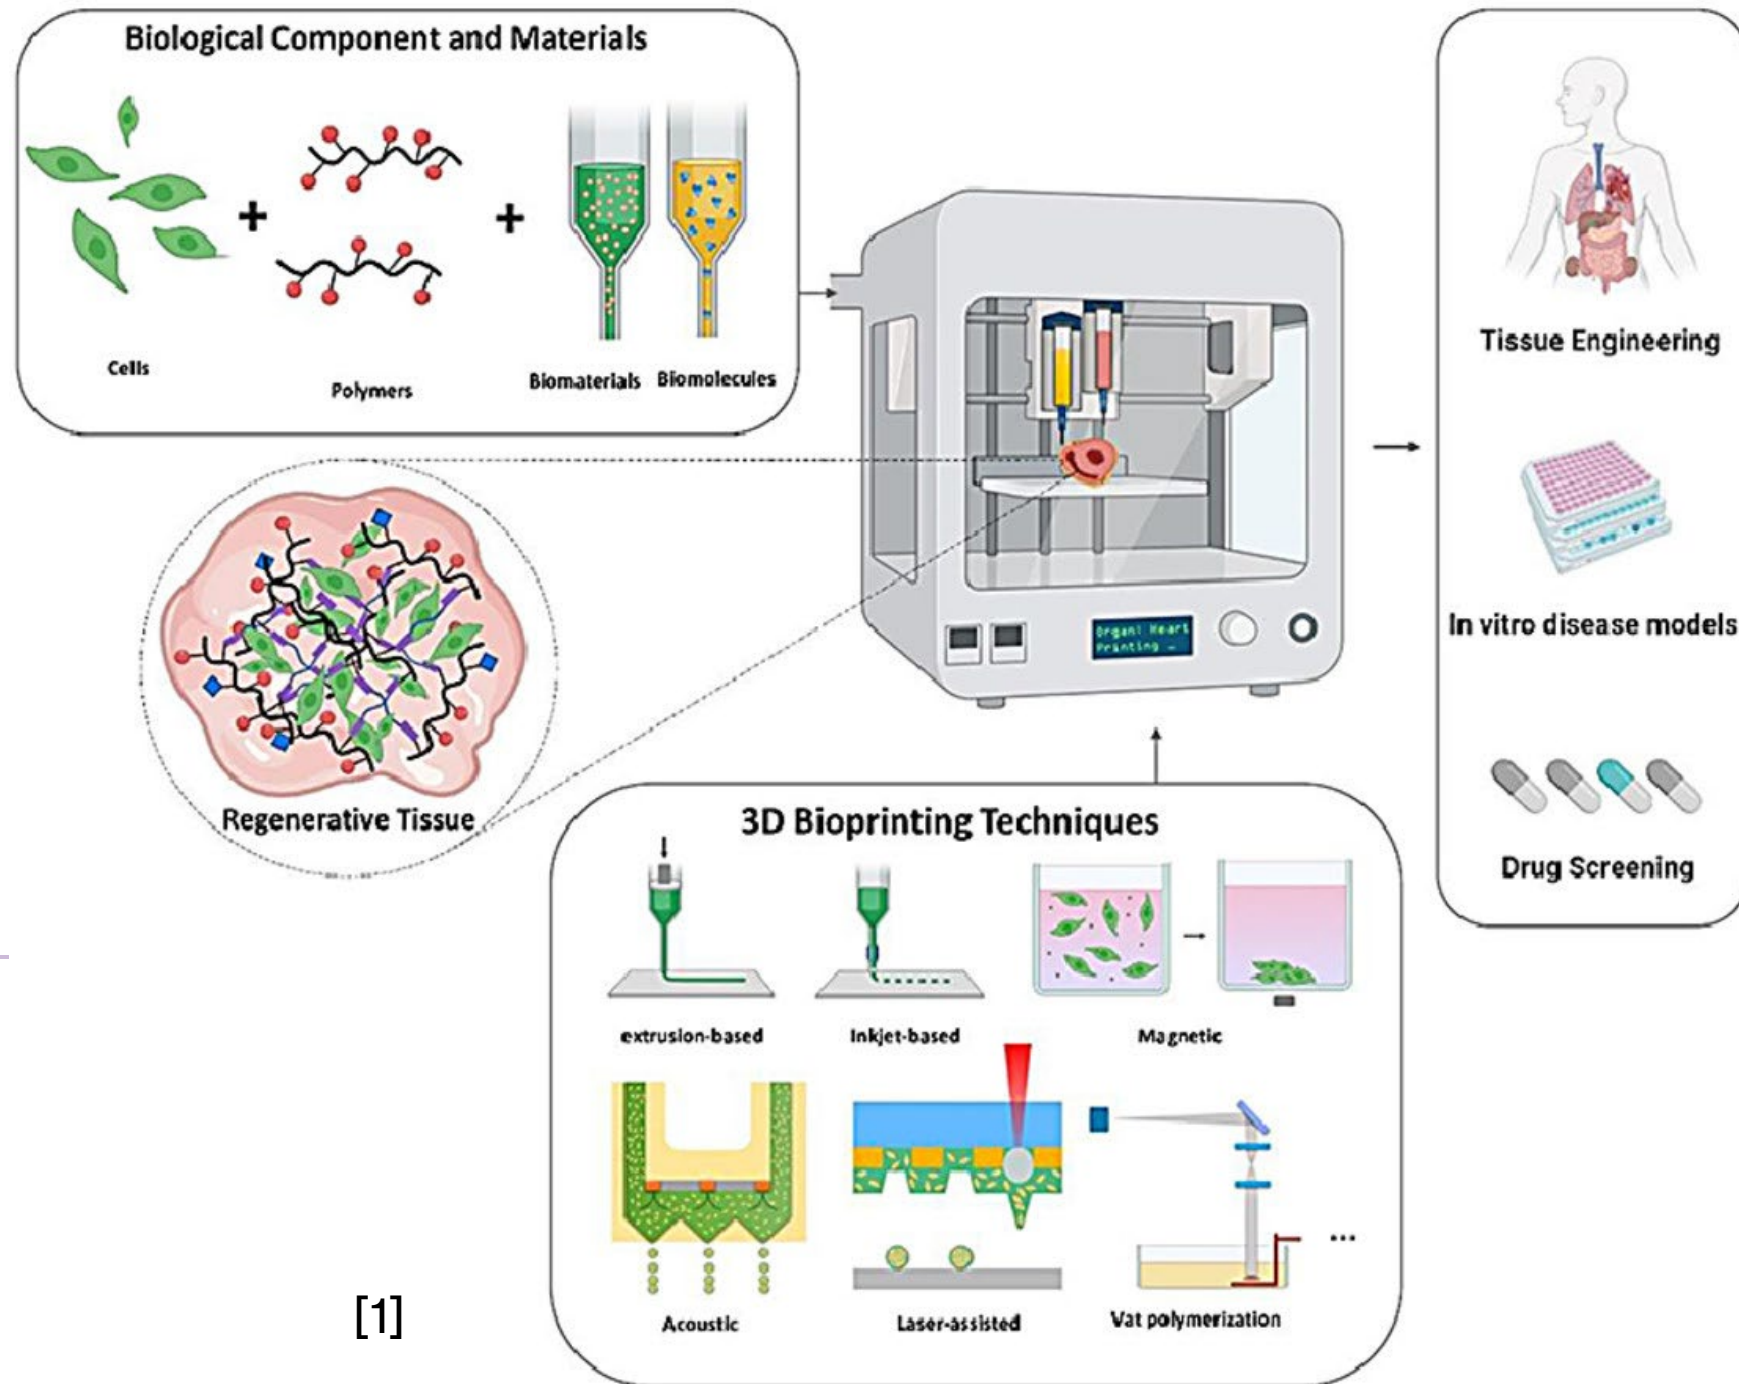 Biological Component and Materials
+
+
Cells
Polymers
Biomaterials
Biomolecules
Organ: Heart
Pranting _
Regenerative Tissue
Tissue Engineering
In vitro disease models
Drug Screening
3D Bioprinting Techniques
extrusion-based
Inkjet-based
Magnetic
Acoustic
Laser-assisted
Vat polymerization
...
[1]